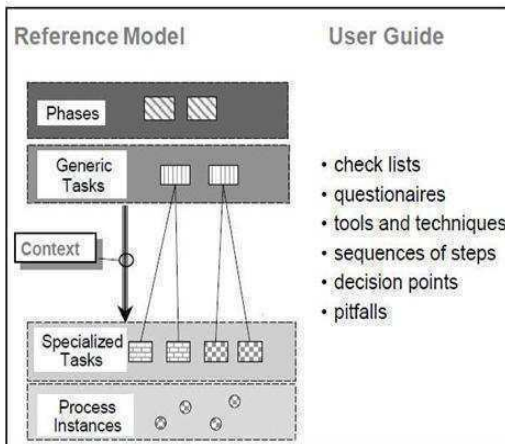 Reference Model
User Guide
Phases
Generic
Tasks
Context
Specialized
Tasks
Process
Instances
• check lists
• questionaires
• tools and techniques
• sequences of steps
• decision points
• pitfalls